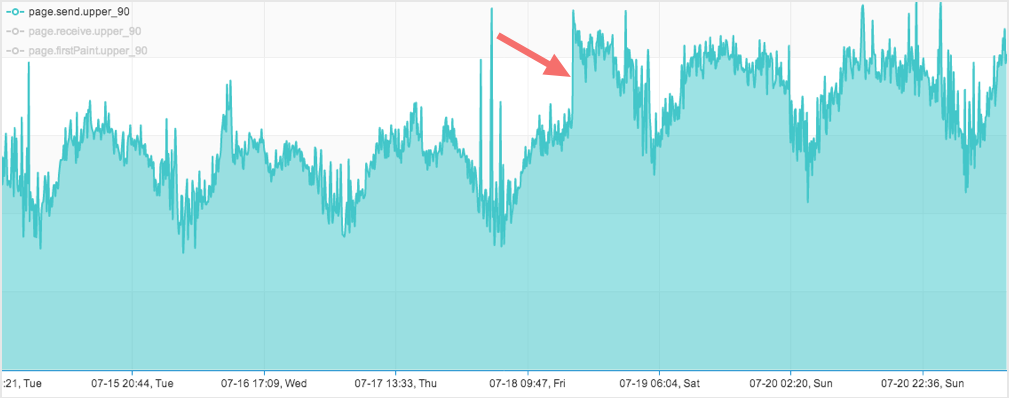 page.send.upper_90
page.receive.upper_90
page.firstPaint.upper_90
:21, Tue 07-15 20:44, Tue 07-16 17:09, Wed 07-17 13:33, Thu 07-18 09:47, Fri 07-19 06:04, Sat 07-20 02:20, Sun 07-20 22:36, Sun